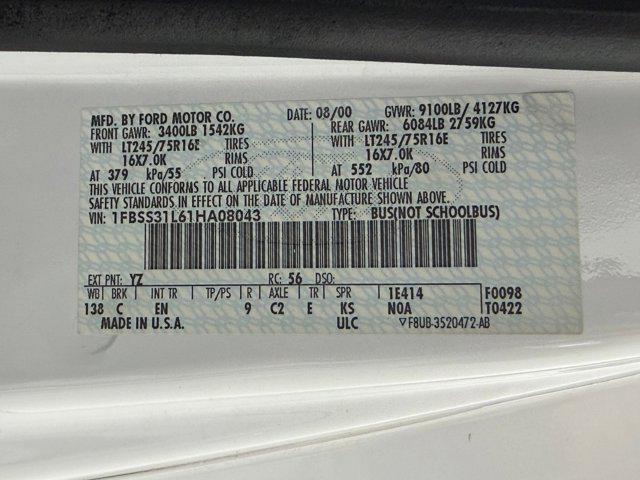 MFD. BY FORD MOTOR CO. DATE: 08/00 GVWR: 9100LB/ 4127KG
FRONT GAWR: 3400LB 1542KG REAR GAWR: 6084LB 2759KG
WITH LT245/75R16E TIRES WITH LT245/75R16E TIRES
16X7.0K RIMS 16X7.0K RIMS
AT 379 kPa/55 PSI COLD AT 552 kPa/80 PSI COLD
THIS VEHICLE CONFORMS TO ALL APPLICABLE FEDERAL MOTOR VEHICLE
SAFETY STANDARDS IN EFFECT ON THE DATE OF MANUFACTURE SHOWN ABOVE.
VIN: 1FBSS31L61HA08043 TYPE: BUS(NOT SCHOOLBUS)
EXT PNT: YZ RC: 56 DSO:
WB BRK INT TR TP/PS R AXLE TR SPR 1E414 F0098
138 C EN 9 C2 E KS N0A T0422
MADE IN U.S.A. ULC F8UB-3520472-AB